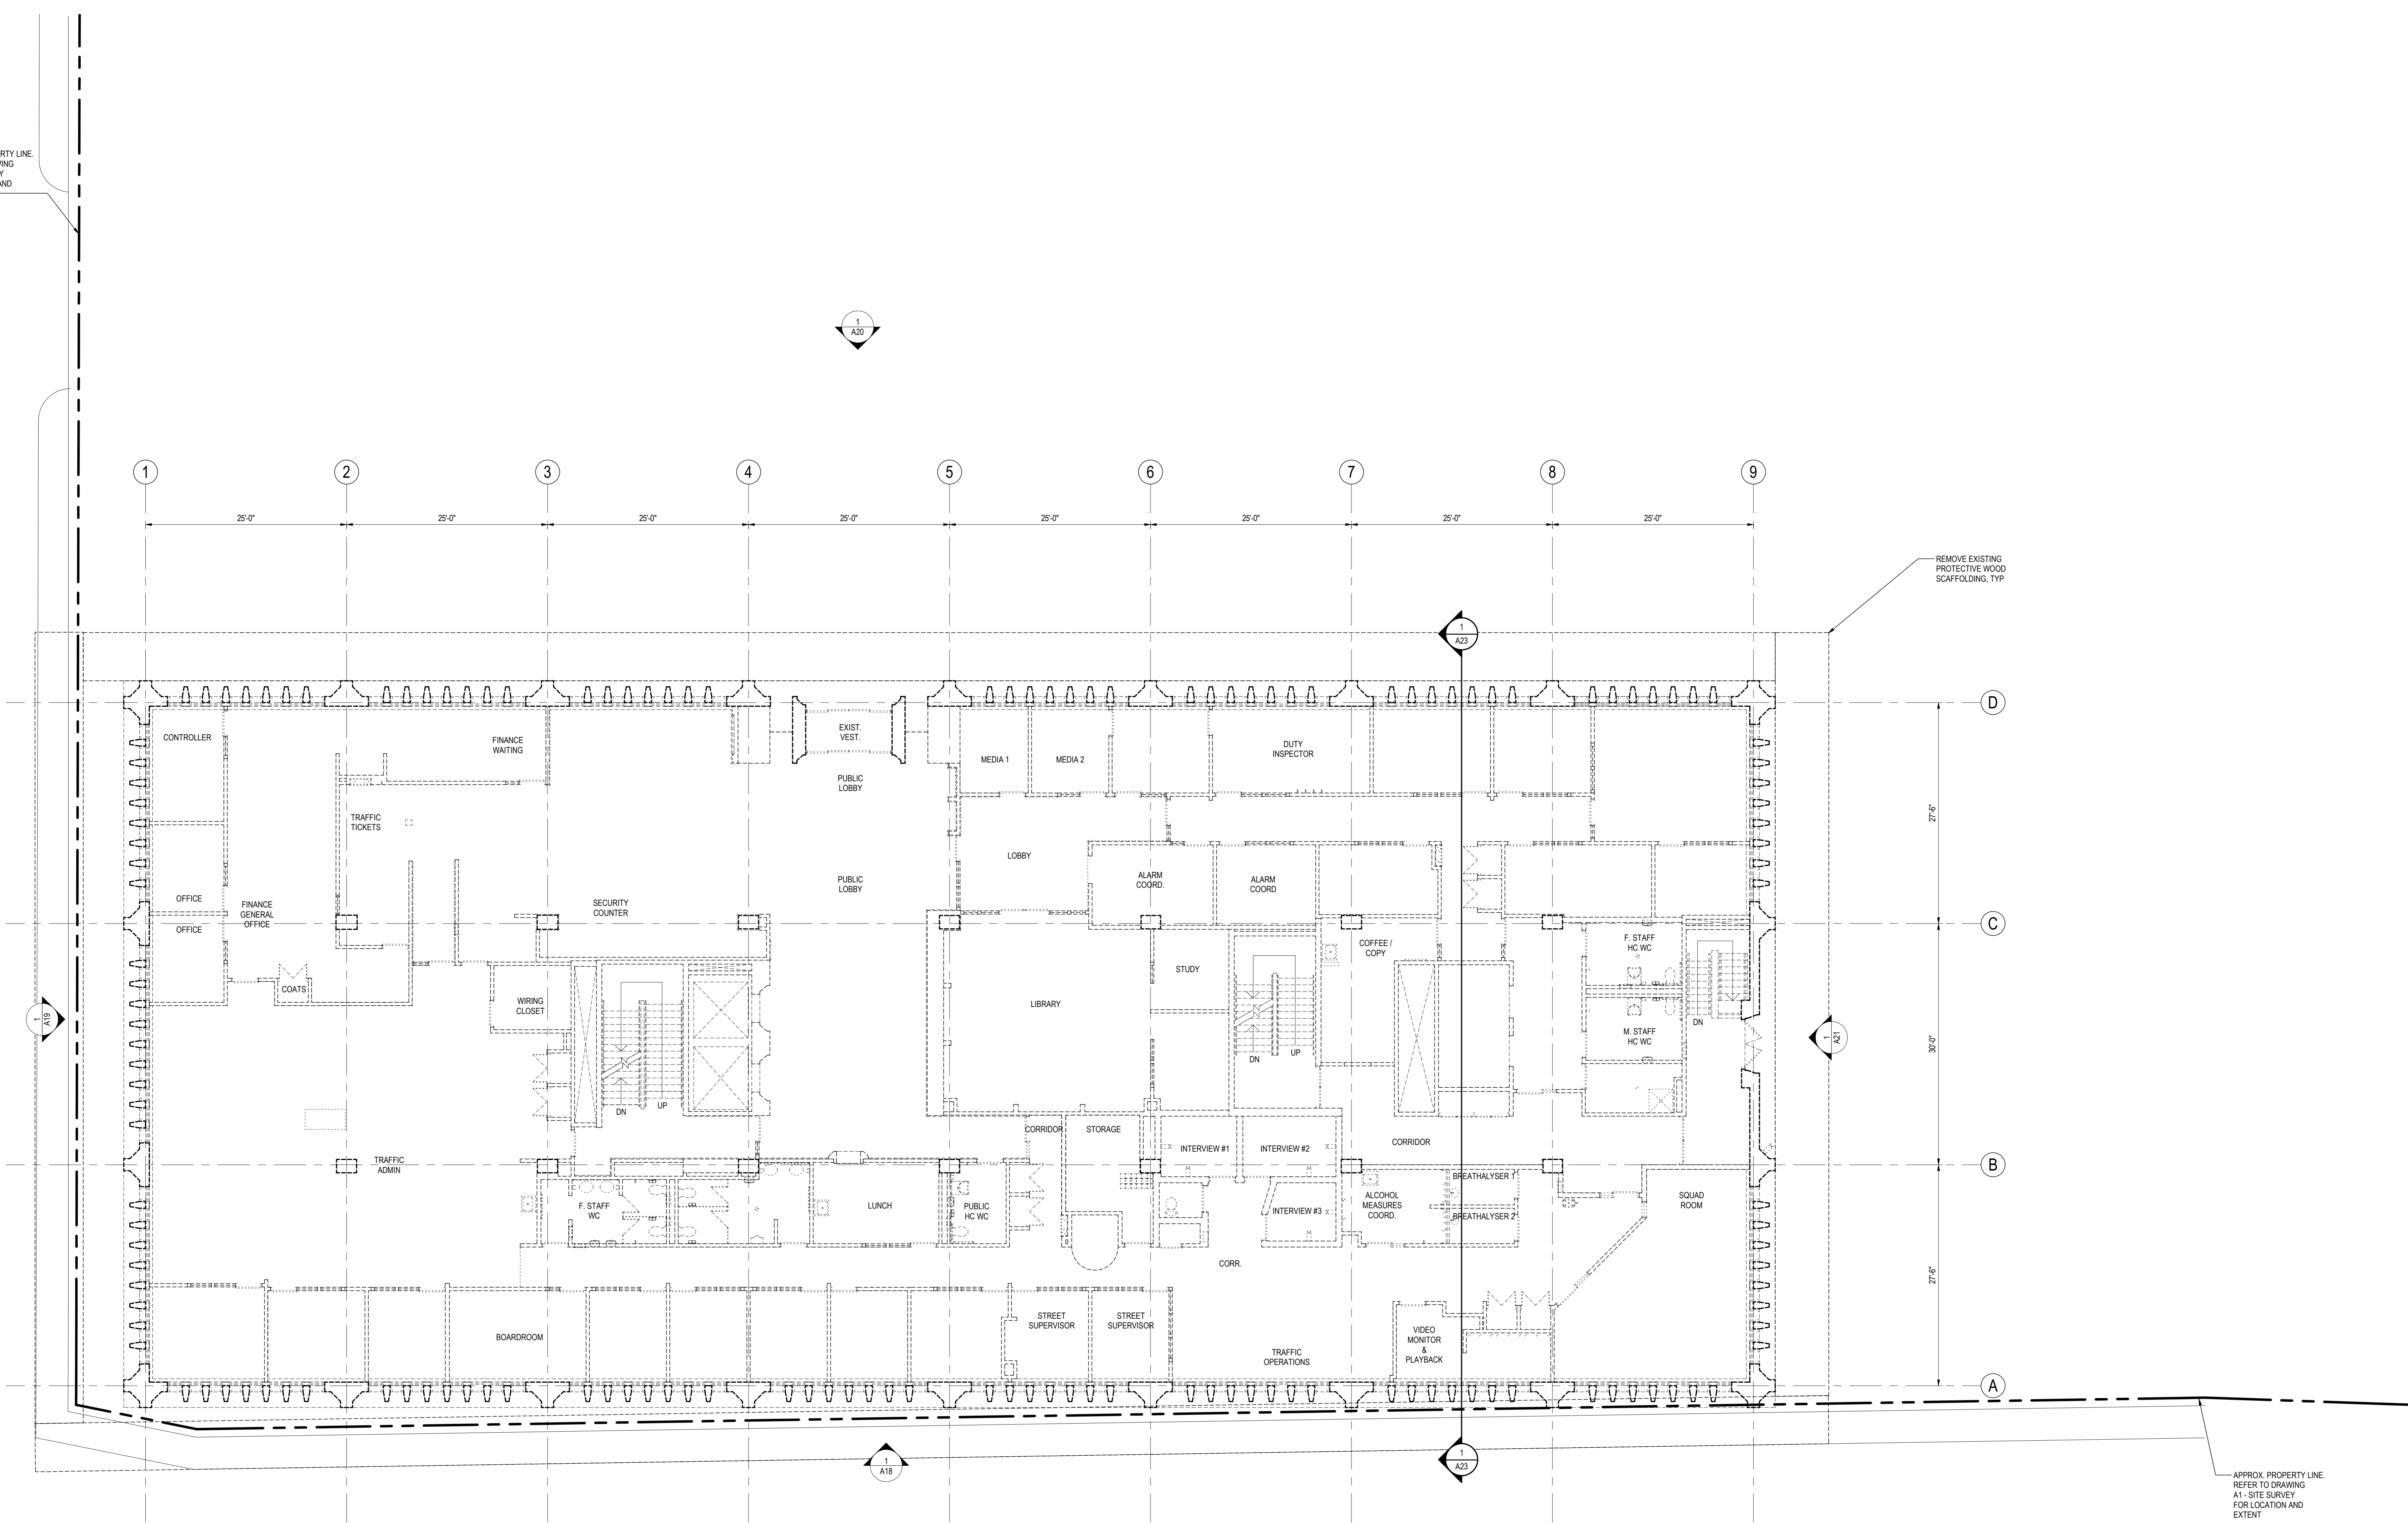 RTY LINE.
ING
Y
AND
1
A20
1
2
3
4
5
6
7
8
9
25'-0"
25'-0"
25'-0"
25'-0"
25'-0"
25'-0"
25'-0"
25'-0"
REMOVE EXISTING
PROTECTIVE WOOD
SCAFFOLDING, TYP
1
A23
D
CONTROLLER
FINANCE
WAITING
EXIST.
VEST.
PUBLIC
LOBBY
MEDIA 1
MEDIA 2
DUTY
INSPECTOR
27'-6"
TRAFFIC
TICKETS
LOBBY
PUBLIC
LOBBY
ALARM
COORD.
ALARM
COORD
OFFICE
OFFICE
FINANCE
GENERAL
OFFICE
SECURITY
COUNTER
C
COFFEE /
COPY
F. STAFF
HC WC
STUDY
COATS
WIRING
CLOSET
LIBRARY
M. STAFF
HC WC
DN
1
A19
1
A21
30'-0"
DN
UP
DN
UP
CORRIDOR
STORAGE
INTERVIEW #1
INTERVIEW #2
CORRIDOR
B
TRAFFIC
ADMIN
F. STAFF
WC
LUNCH
PUBLIC
HC WC
INTERVIEW #3
ALCOHOL
MEASURES
COORD.
BREATHALYSER 1
BREATHALYSER 2
SQUAD
ROOM
CORR.
27'-6"
BOARDROOM
STREET
SUPERVISOR
STREET
SUPERVISOR
TRAFFIC
OPERATIONS
VIDEO
MONITOR
&
PLAYBACK
A
1
A18
1
A23
APPROX. PROPERTY LINE.
REFER TO DRAWING
A1 - SITE SURVEY
FOR LOCATION AND
EXTENT